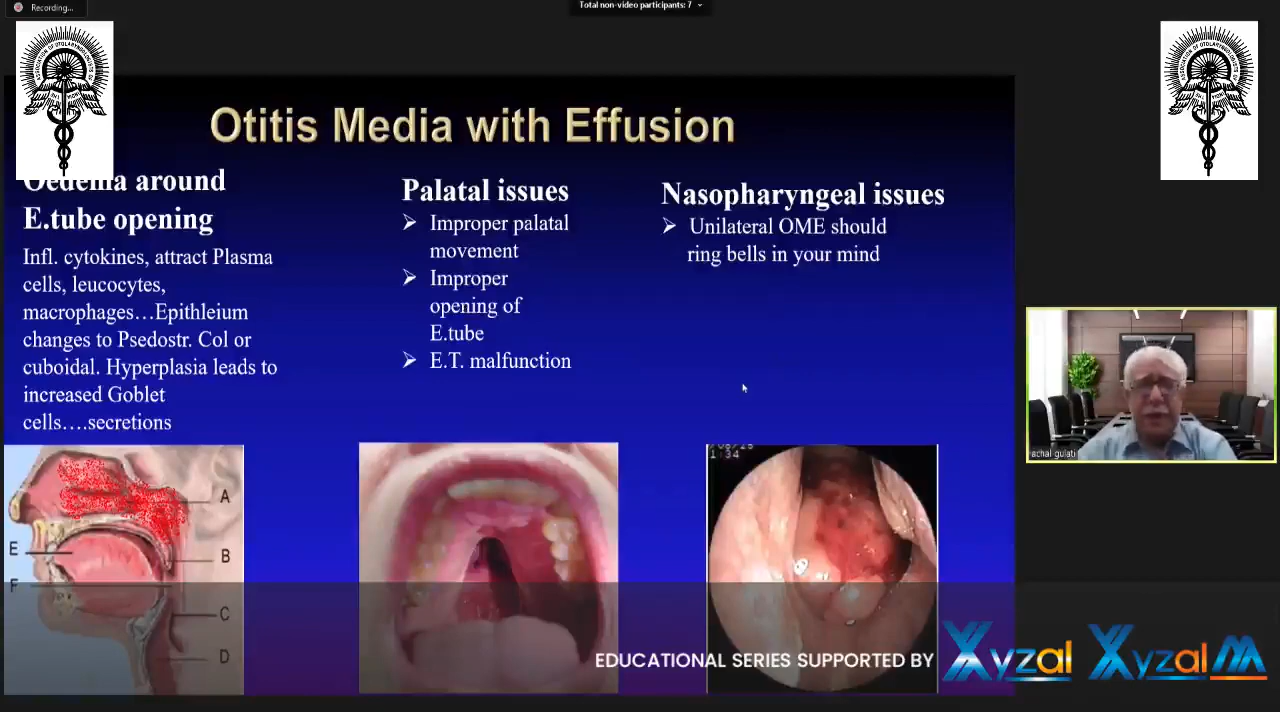 Recording...
Total non-video participants: 7
Otitis Media with Effusion
Oedema around
E.tube opening
Infl. cytokines, attract Plasma
cells, leucocytes,
macrophages…Epithleium
changes to Psedostr. Col or
cuboidal. Hyperplasia leads to
increased Goblet
cells….secretions
Palatal issues
Improper palatal
movement
Improper
opening of
E.tube
E.T. malfunction
Nasopharyngeal issues
Unilateral OME should
ring bells in your mind
achal gulati
A
B
C
D
E
F
1:34
EDUCATIONAL SERIES SUPPORTED BY Xyzal Xyzal M